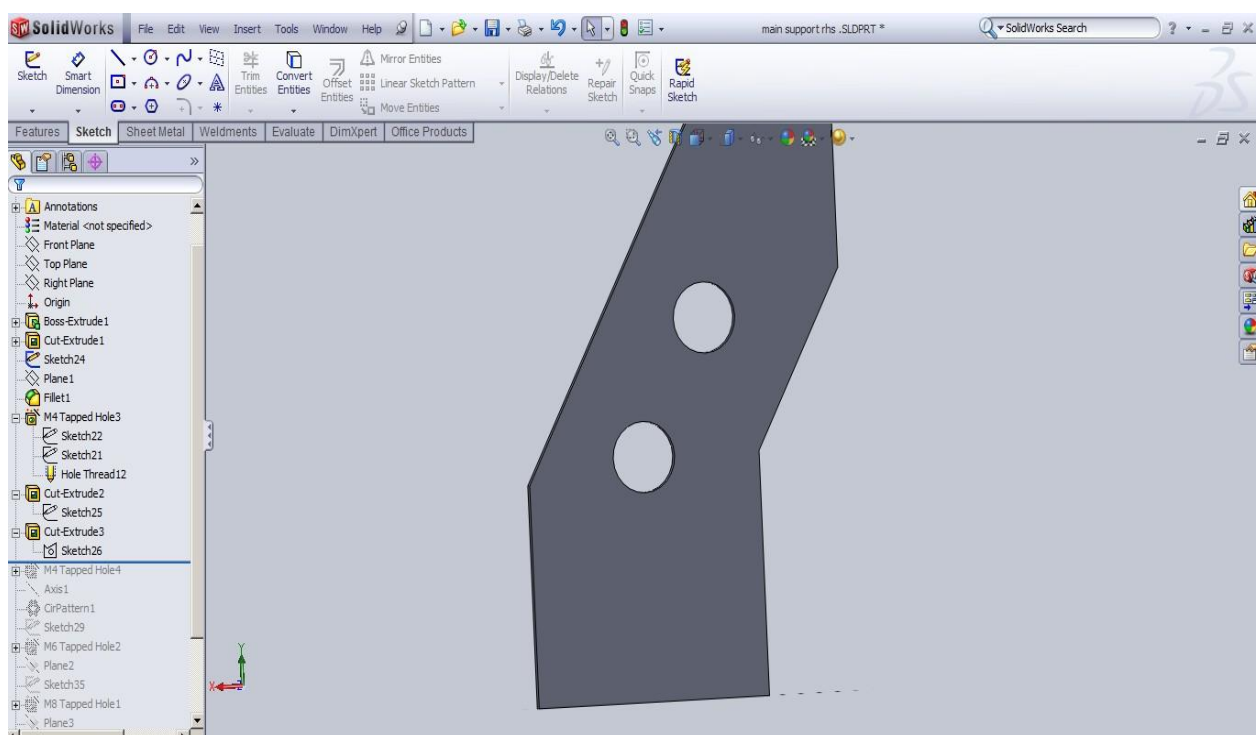 SolidWorks File Edit View Insert Tools Window Help main support rhs .SLDPRT * SolidWorks Search
Sketch Smart Dimension Trim Entities Convert Entities Offset Entities Mirror Entities Linear Sketch Pattern Move Entities Display/Delete Relations Repair Sketch Quick Snaps Rapid Sketch
Features Sketch Sheet Metal Weldments Evaluate DimXpert Office Products
Annotations
Material <not specified>
Front Plane
Top Plane
Right Plane
Origin
Boss-Extrude1
Cut-Extrude1
Sketch24
Plane1
Fillet1
M4 Tapped Hole3
Sketch22
Sketch21
Hole Thread12
Cut-Extrude2
Sketch25
Cut-Extrude3
Sketch26
M4 Tapped Hole4
Axis1
CirPattern1
Sketch29
M6 Tapped Hole2
Plane2
Sketch35
M8 Tapped Hole1
Plane3
Y
X